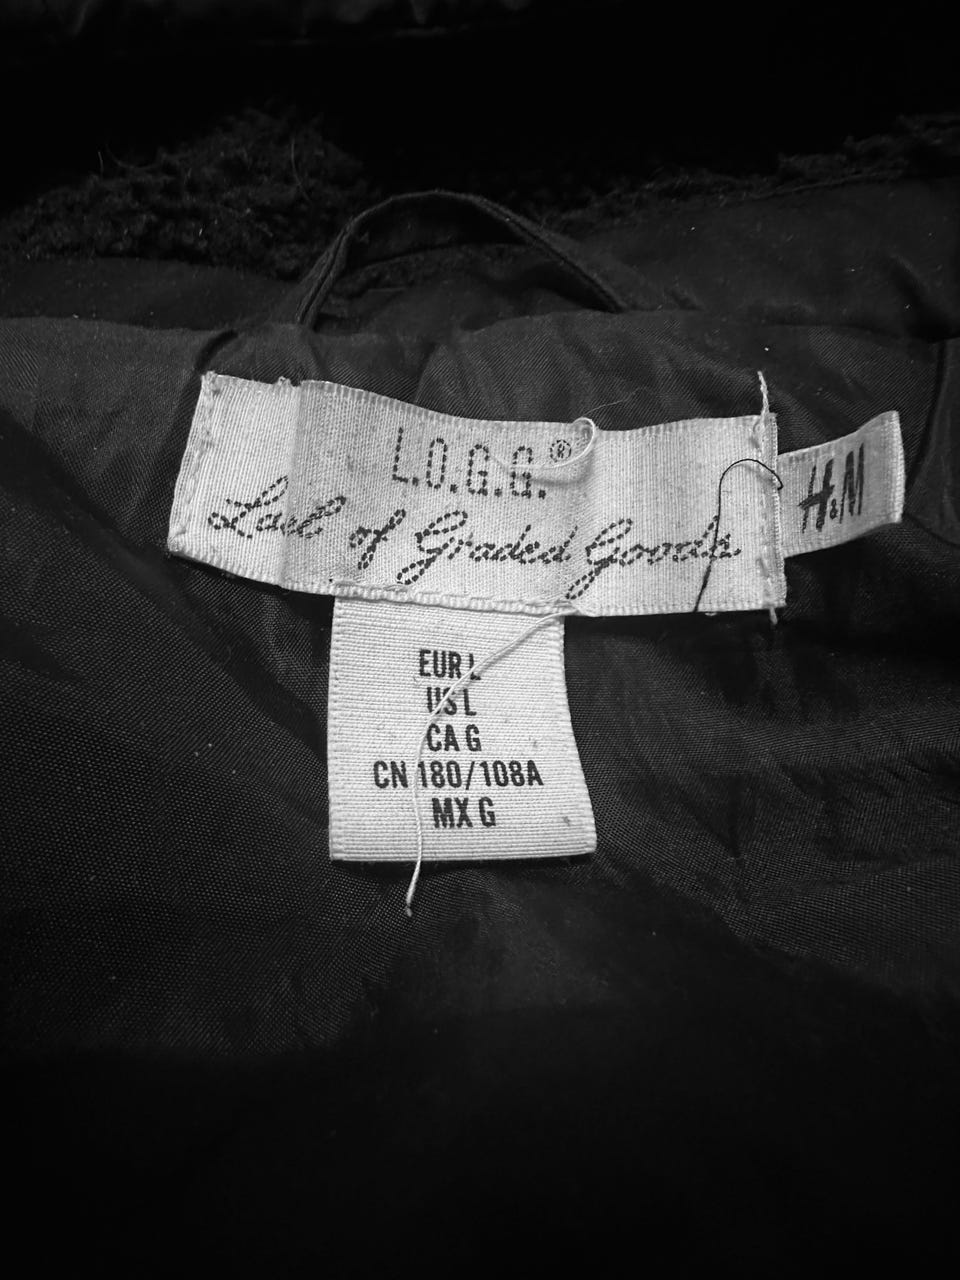 L.O.G.G.®
Label of Graded Goods
H&M
EUR L
US L
CA G
CN 180/108A
MX G